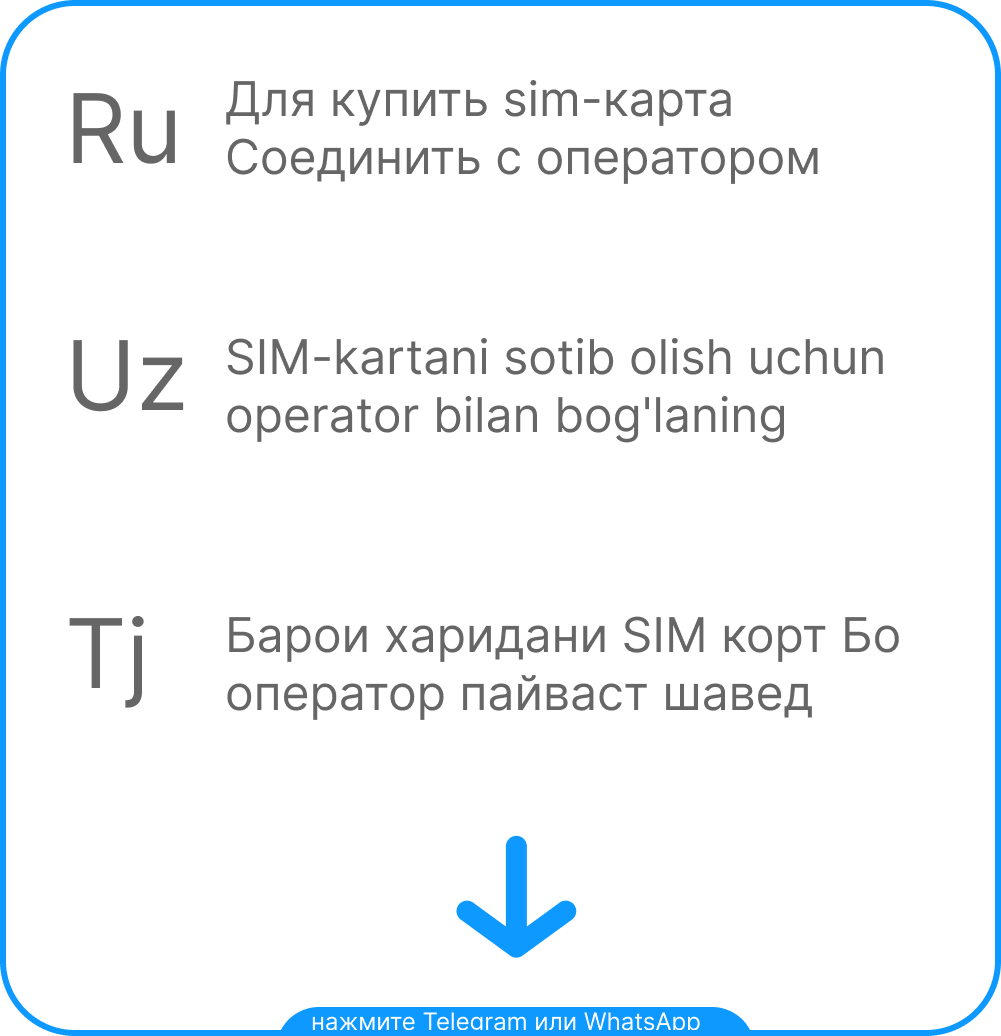 Ru
Для купить sim-карта
Соединить с оператором
Uz
SIM-kartani sotib olish uchun
operator bilan bog'laning
Tj
Барои харидани SIM корт Бо
оператор пайваст шавед
нажмите Telegram или WhatsApp